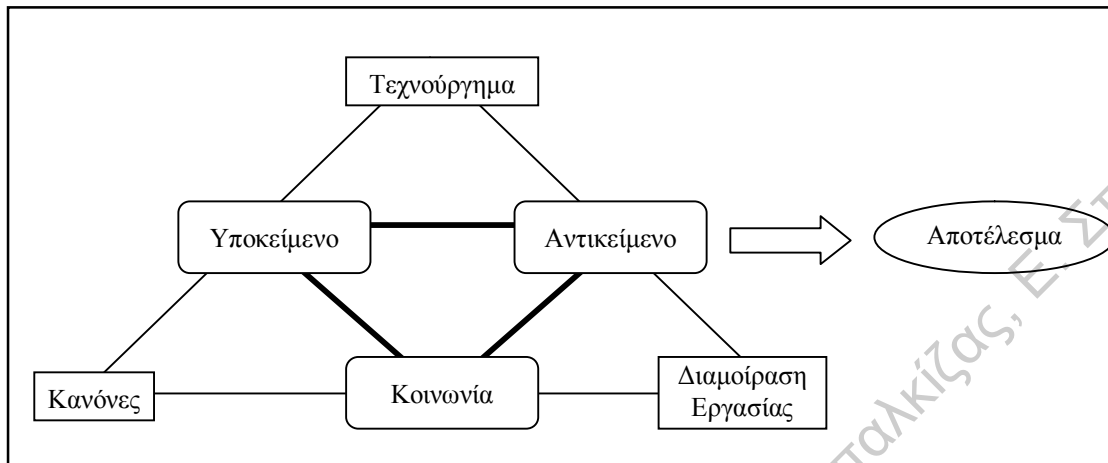 Τεχνούργημα
Υποκείμενο
Αντικείμενο
Αποτέλεσμα
Κανόνες
Κοινωνία
Διαμοίραση
Εργασίας